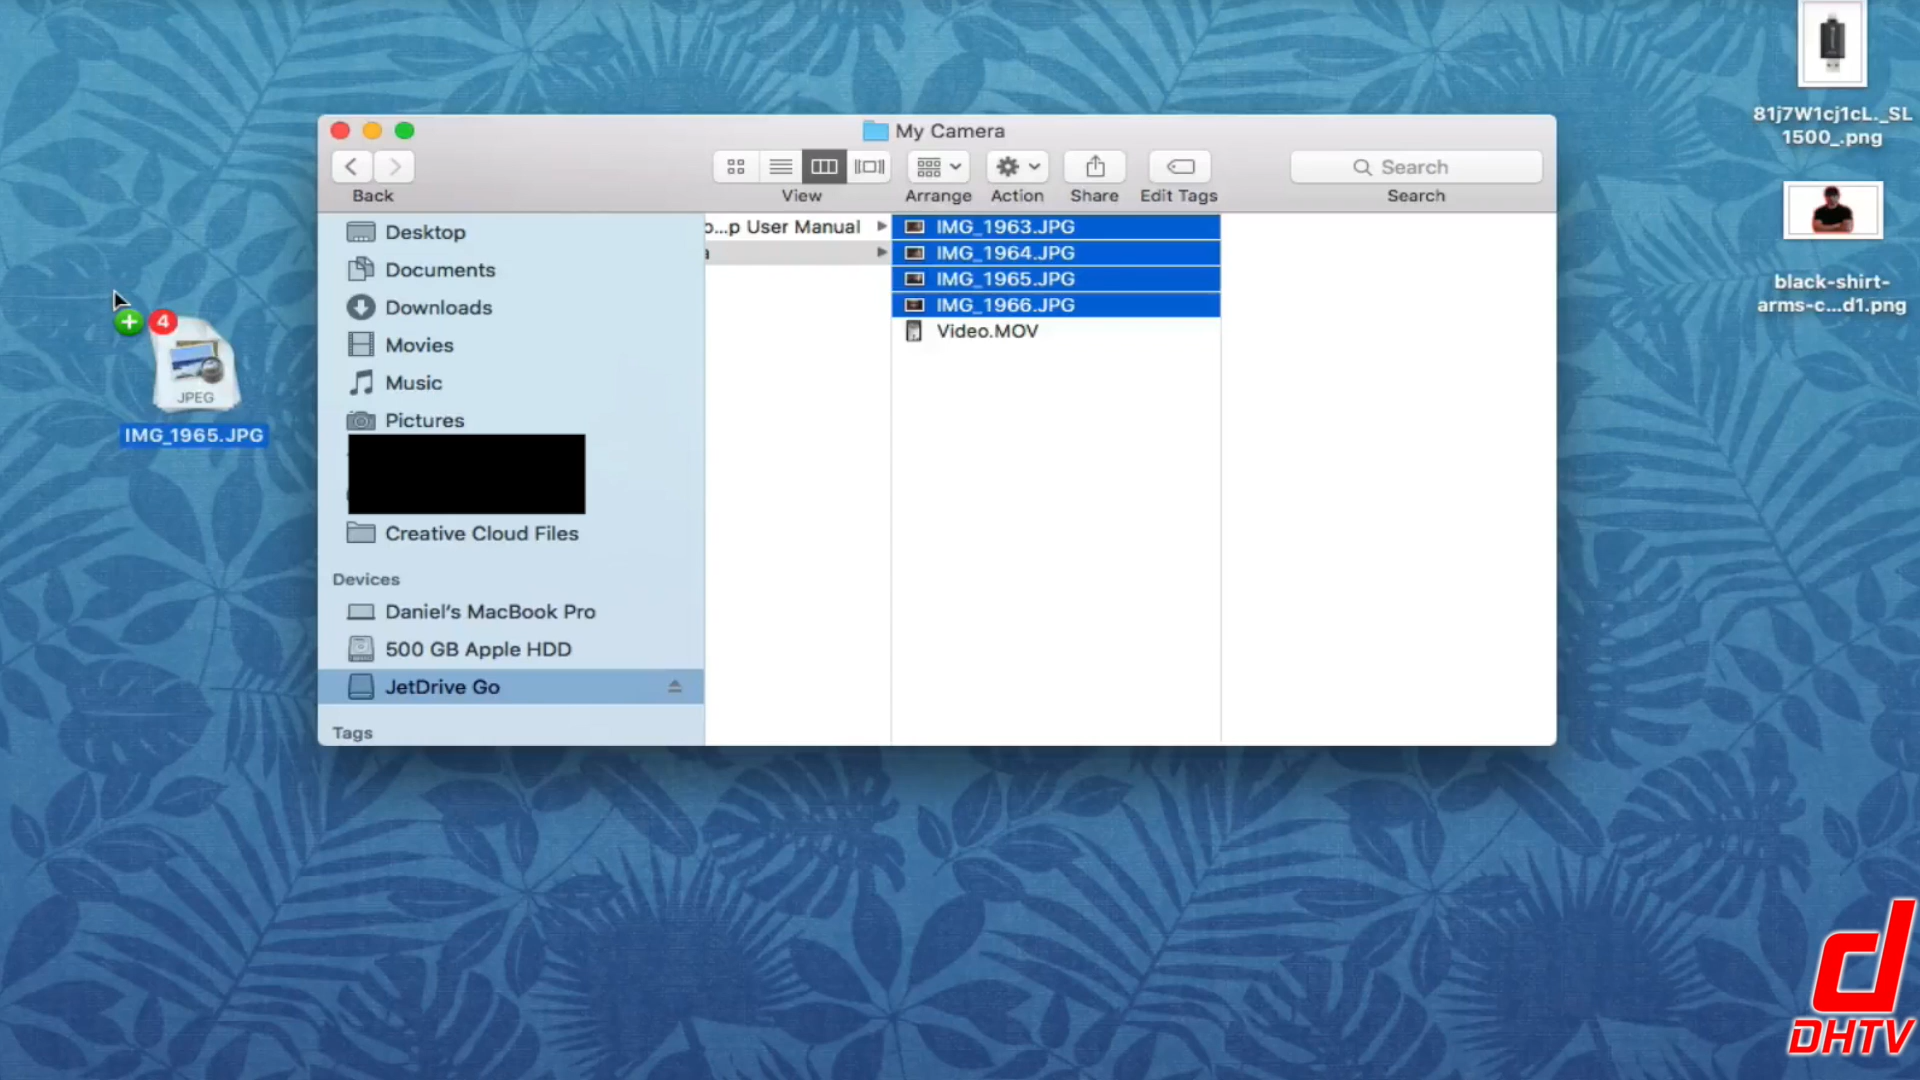 My Camera
Search
Back
View
Arrange
Action
Share
Edit Tags
Search
Desktop
Documents
Downloads
Movies
Music
Pictures
Creative Cloud Files
Devices
Daniel's MacBook Pro
500 GB Apple HDD
JetDrive Go
Tags
o...p User Manual
a
IMG_1963.JPG
IMG_1964.JPG
IMG_1965.JPG
IMG_1966.JPG
Video.MOV
4
JPEG
IMG_1965.JPG
81j7W1cj1cL._SL
1500_.png
black-shirt-
arms-c...d1.png
d
DHTV